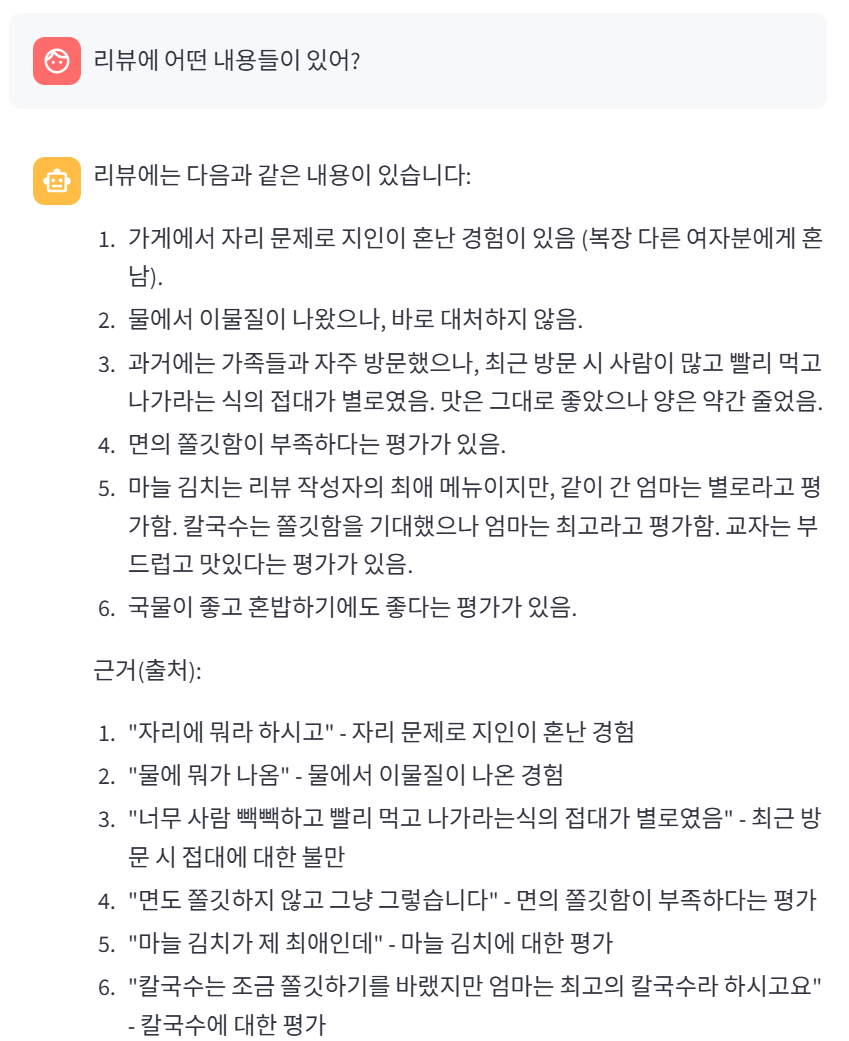 리뷰에 어떤 내용들이 있어?
리뷰에는 다음과 같은 내용이 있습니다:
1. 가게에서 자리 문제로 지인이 혼난 경험이 있음 (복장 다른 여자분에게 혼
남).
2. 물에서 이물질이 나왔으나, 바로 대처하지 않음.
3. 과거에는 가족들과 자주 방문했으나, 최근 방문 시 사람이 많고 빨리 먹고
나가라는 식의 접대가 별로였음. 맛은 그대로 좋았으나 양은 약간 줄었음.
4. 면의 쫄깃함이 부족하다는 평가가 있음.
5. 마늘 김치는 리뷰 작성자의 최애 메뉴이지만, 같이 간 엄마는 별로라고 평
가함. 칼국수는 쫄깃함을 기대했으나 엄마는 최고라고 평가함. 교자는 부
드럽고 맛있다는 평가가 있음.
6. 국물이 좋고 혼밥하기에도 좋다는 평가가 있음.
근거(출처):
1. "자리에 뭐라 하시고" - 자리 문제로 지인이 혼난 경험
2. "물에 뭐가 나옴" - 물에서 이물질이 나온 경험
3. "너무 사람 빽빽하고 빨리 먹고 나가라는식의 접대가 별로였음" - 최근 방
문 시 접대에 대한 불만
4. "면도 쫄깃하지 않고 그냥 그렇습니다" - 면의 쫄깃함이 부족하다는 평가
5. "마늘 김치가 제 최애인데" - 마늘 김치에 대한 평가
6. "칼국수는 조금 쫄깃하기를 바랬지만 엄마는 최고의 칼국수라 하시고요"
- 칼국수에 대한 평가